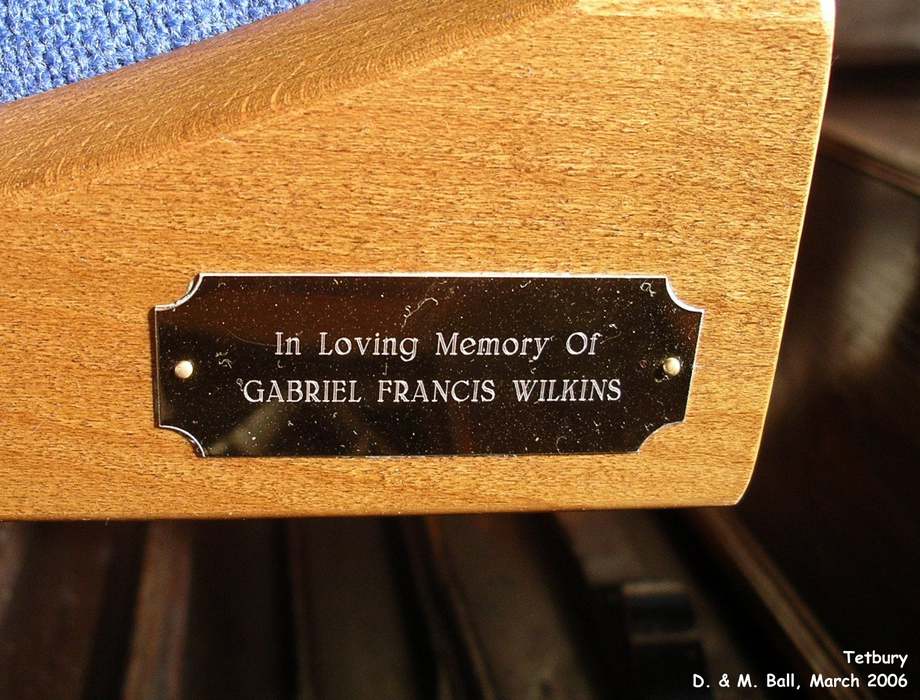 In Loving Memory Of
GABRIEL FRANCIS WILKINS
Tetbury
D. & M. Ball, March 2006